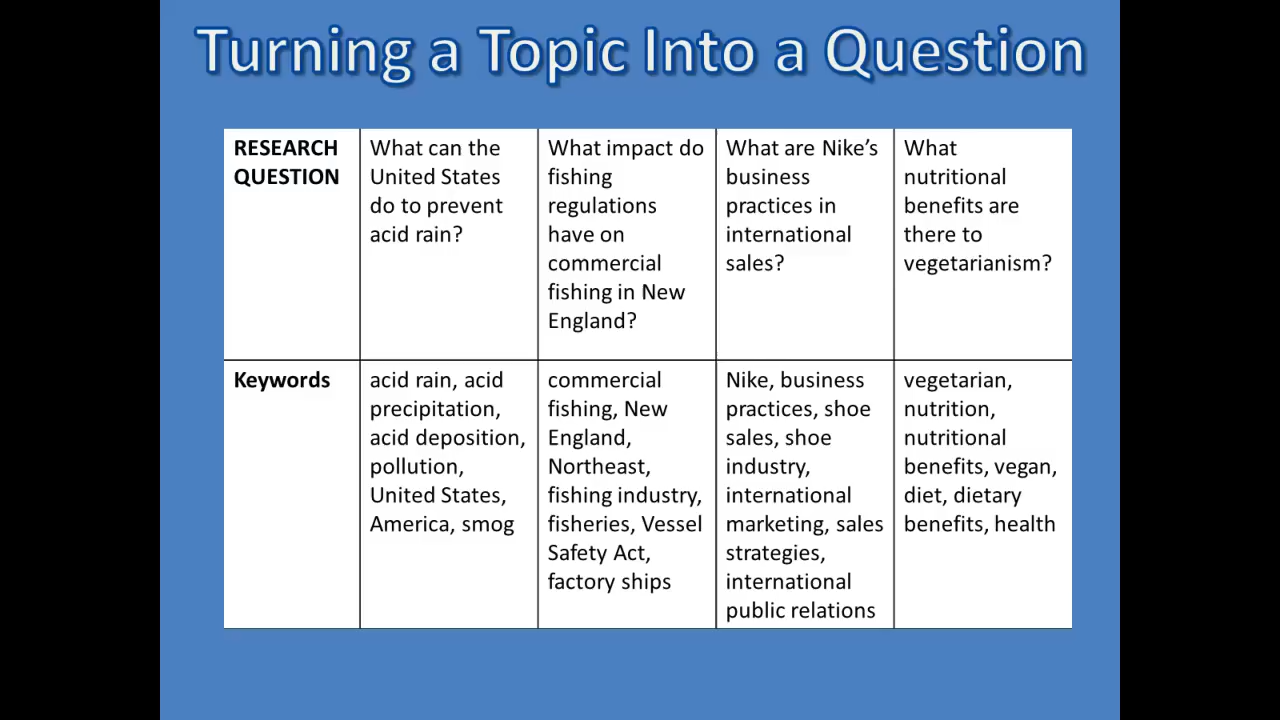 Turning a Topic Into a Question
RESEARCH
QUESTION
What can the
United States
do to prevent
acid rain?
What impact do
fishing
regulations
have on
commercial
fishing in New
England?
What are Nike’s
business
practices in
international
sales?
What
nutritional
benefits are
there to
vegetarianism?
Keywords
acid rain, acid
precipitation,
acid deposition,
pollution,
United States,
America, smog
commercial
fishing, New
England,
Northeast,
fishing industry,
fisheries, Vessel
Safety Act,
factory ships
Nike, business
practices, shoe
sales, shoe
industry,
international
marketing, sales
strategies,
international
public relations
vegetarian,
nutrition,
nutritional
benefits, vegan,
diet, dietary
benefits, health